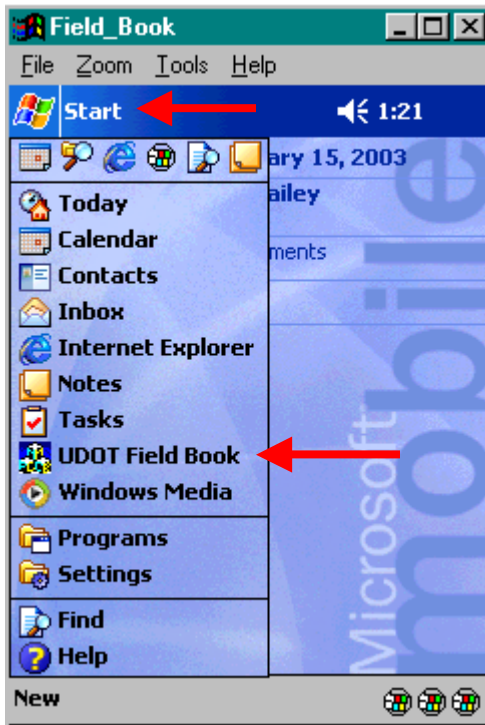 Field_Book
File Zoom Tools Help
Start 1:21
ary 15, 2003
ailey
Today
Calendar
ments
Contacts
Inbox
Internet Explorer
Notes
Tasks
UDOT Field Book
Windows Media
Programs
Settings
Find
Help
Microsoft
mobile
New